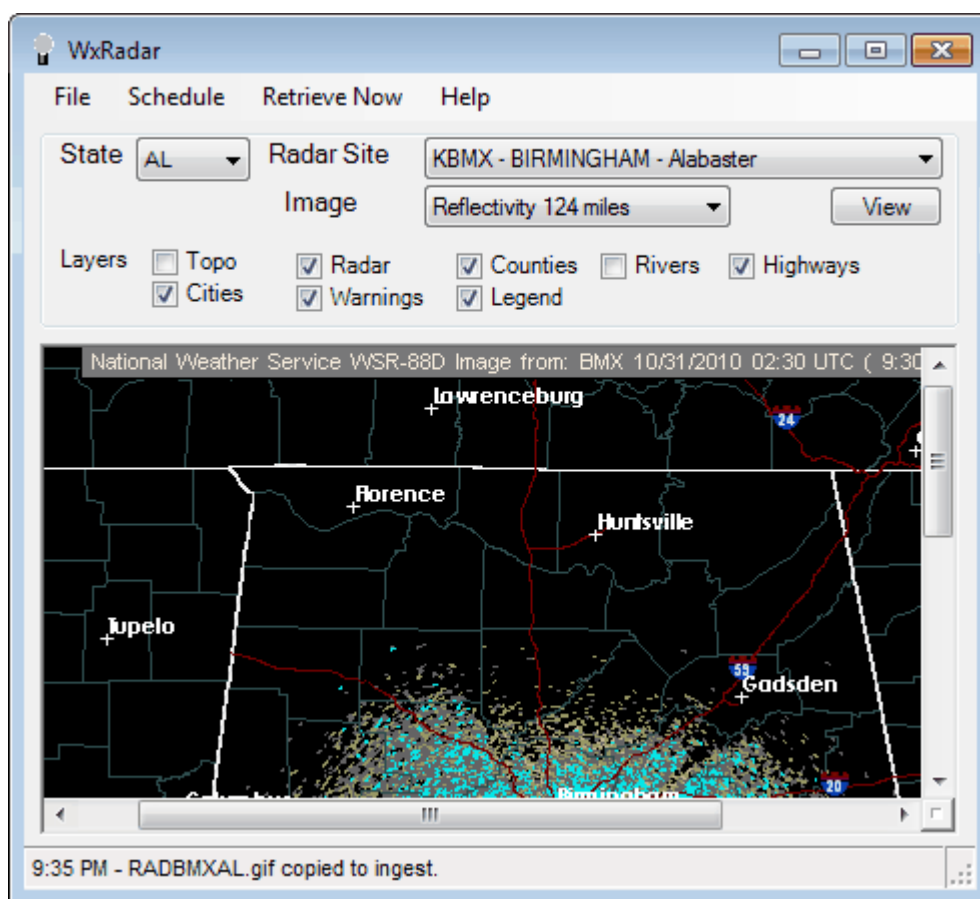 WxRadar
File Schedule Retrieve Now Help
State AL Radar Site KBMX - BIRMINGHAM - Alabaster
Image Reflectivity 124 miles View
Layers Topo Radar Counties Rivers Highways
Cities Warnings Legend
National Weather Service WSR-88D Image from: BMX 10/31/2010 02:30 UTC ( 9:30
Lawrenceburg
24
Florence
Huntsville
Tupelo
59
Gadsden
20
Birmingham
9:35 PM - RADBMXAL.gif copied to ingest.